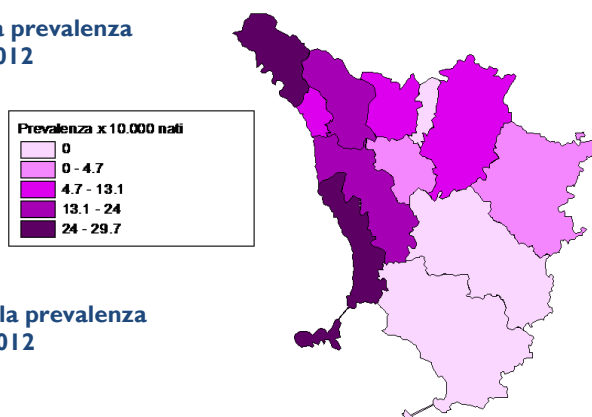 a prevalenza
012
Prevalenza x 10.000 nati
0
0 - 4.7
4.7 - 13.1
13.1 - 24
24 - 29.7
la prevalenza
012